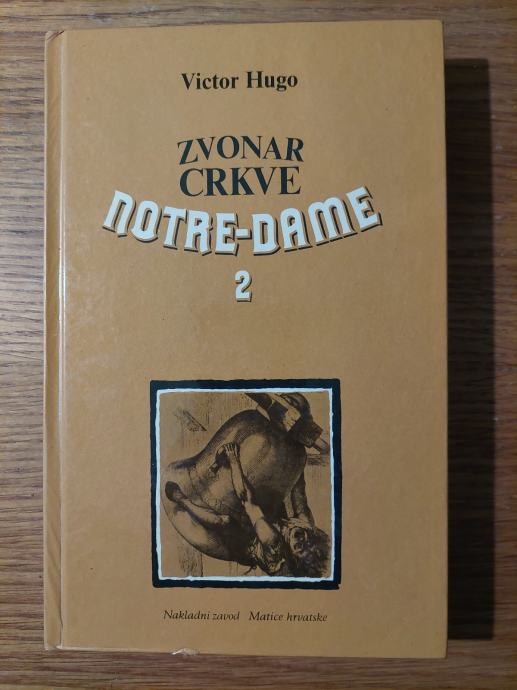 Victor Hugo
ZVONAR
CRKVE
NOTRE-DAME
2
Nakladni zavod Matice hrvatske